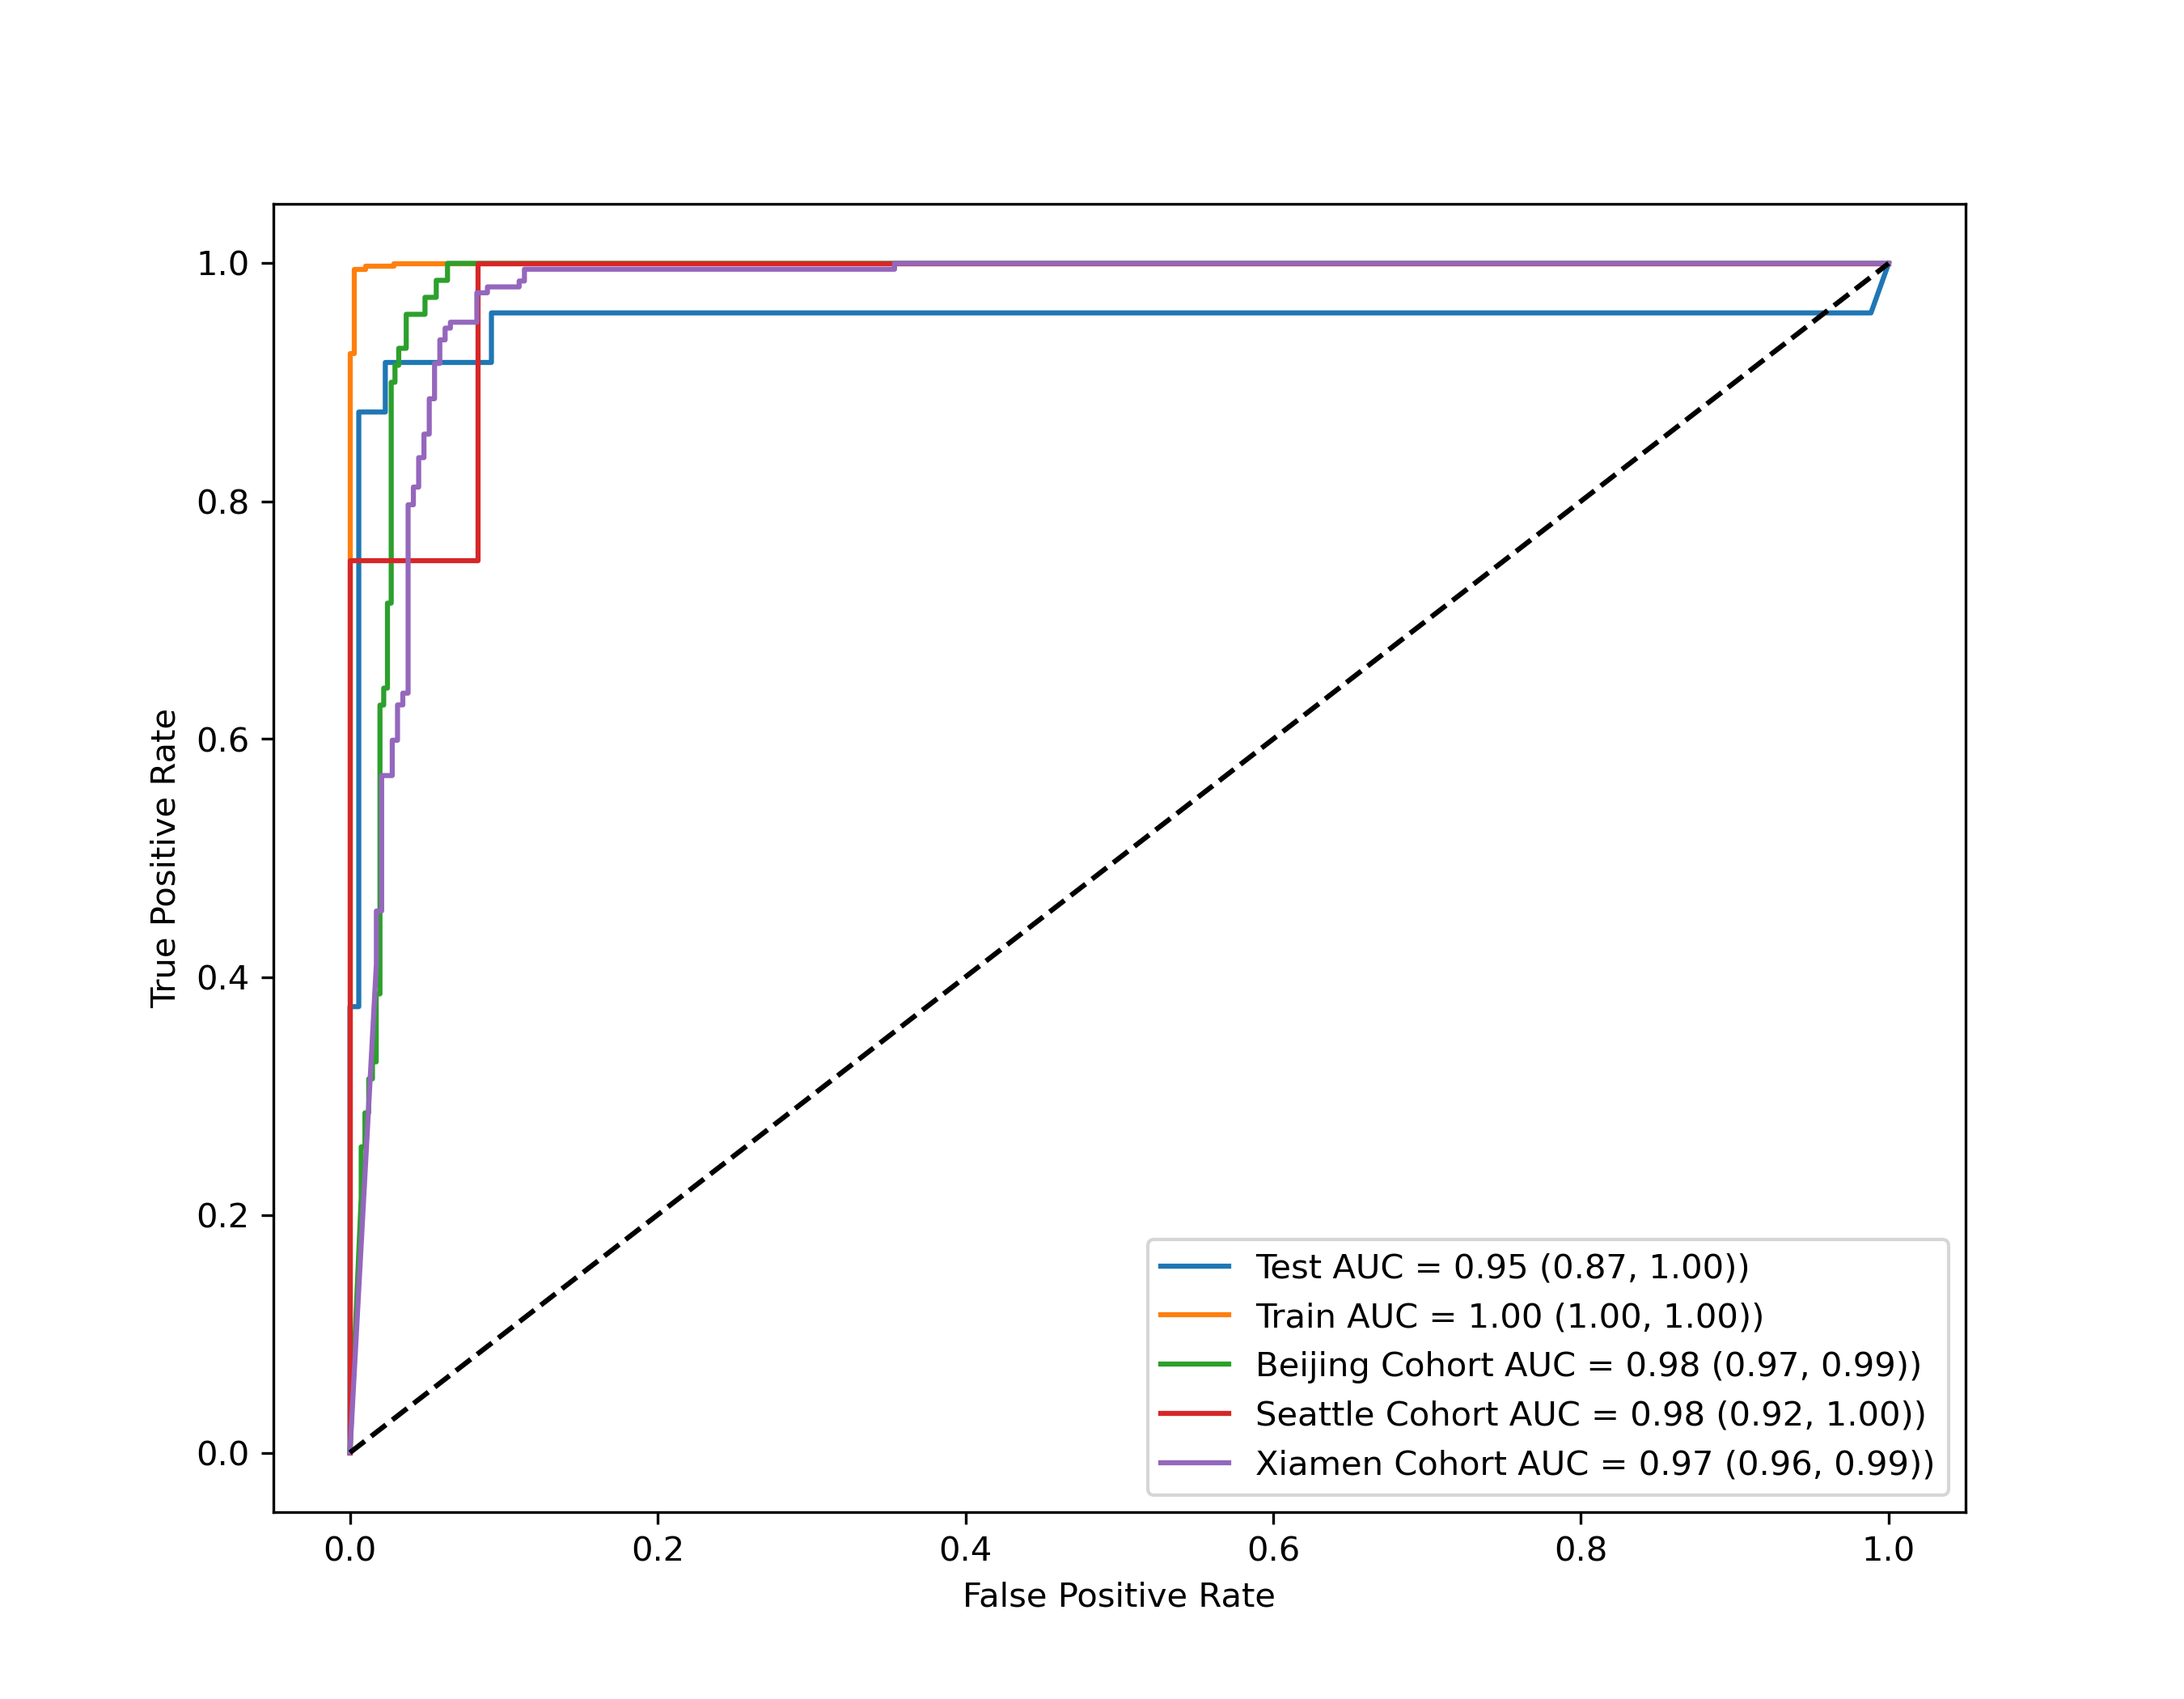 1.0
0.8
0.6
0.4
0.2
0.0
True Positive Rate
Test AUC = 0.95 (0.87, 1.00))
Train AUC = 1.00 (1.00, 1.00))
Beijing Cohort AUC = 0.98 (0.97, 0.99))
Seattle Cohort AUC = 0.98 (0.92, 1.00))
Xiamen Cohort AUC = 0.97 (0.96, 0.99))
0.0 0.2 0.4 0.6 0.8 1.0
False Positive Rate